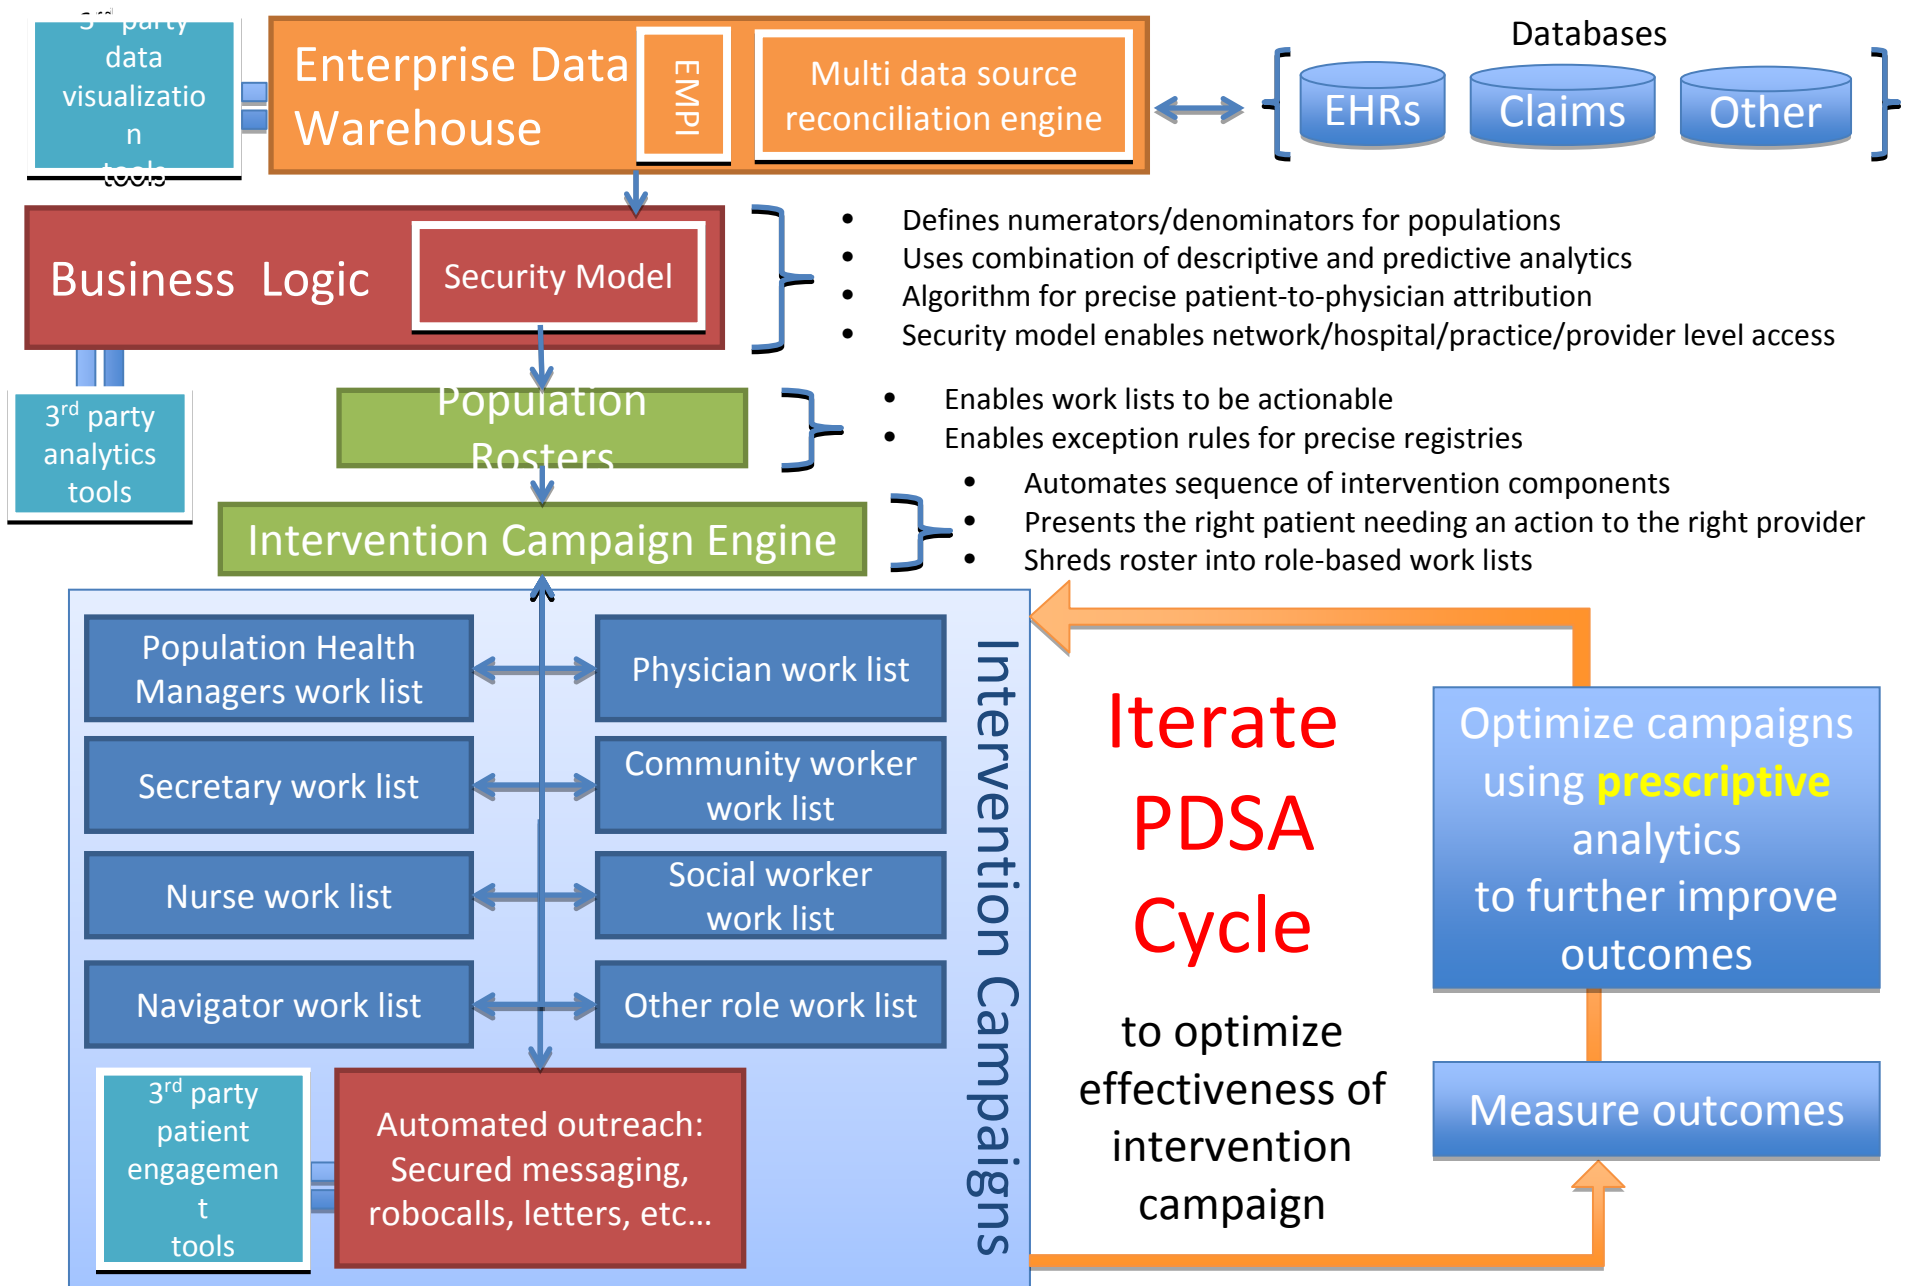 3rd party
data
visualizatio
n
tools
Enterprise Data
Warehouse
EMPI
Multi data source
reconciliation engine
Databases
EHRs
Claims
Other
Business Logic
Security Model
• Defines numerators/denominators for populations
• Uses combination of descriptive and predictive analytics
• Algorithm for precise patient-to-physician attribution
• Security model enables network/hospital/practice/provider level access
3rd party
analytics
tools
Population
Rosters
• Enables work lists to be actionable
• Enables exception rules for precise registries
Intervention Campaign Engine
• Automates sequence of intervention components
• Presents the right patient needing an action to the right provider
• Shreds roster into role-based work lists
Population Health
Managers work list
Physician work list
Secretary work list
Community worker
work list
Nurse work list
Social worker
work list
Navigator work list
Other role work list
3rd party
patient
engagemen
t
tools
Automated outreach:
Secured messaging,
robocalls, letters, etc...
Intervention Campaigns
Iterate
PDSA
Cycle
to optimize
effectiveness of
intervention
campaign
Optimize campaigns
using prescriptive
analytics
to further improve
outcomes
Measure outcomes